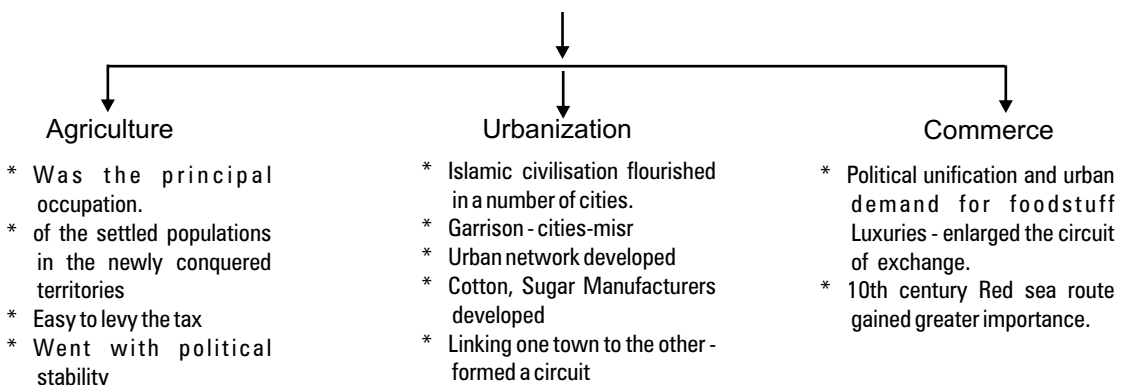 Agriculture
* Was the principal
occupation.
* of the settled populations
in the newly conquered
territories
* Easy to levy the tax
* Went with political
stability
Urbanization
* Islamic civilisation flourished
in a number of cities.
* Garrison - cities-misr
* Urban network developed
* Cotton, Sugar Manufacturers
developed
* Linking one town to the other -
formed a circuit
Commerce
* Political unification and urban
demand for foodstuff
Luxuries - enlarged the circuit
of exchange.
* 10th century Red sea route
gained greater importance.